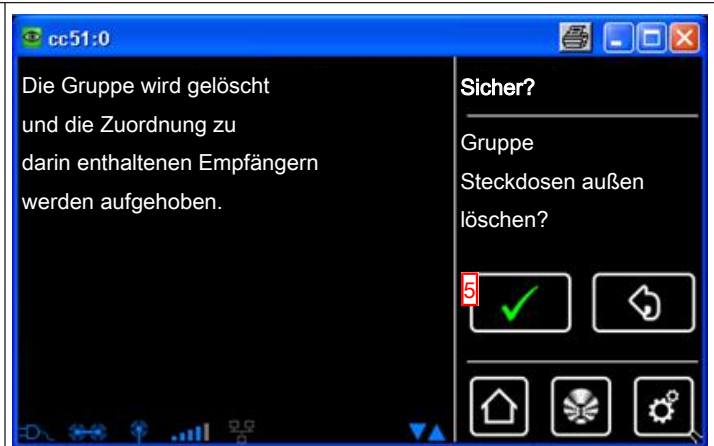 cc51:0
Die Gruppe wird gelöscht
und die Zuordnung zu
darin enthaltenen Empfängern
werden aufgehoben.
Sicher?
Gruppe
Steckdosen außen
löschen?
5